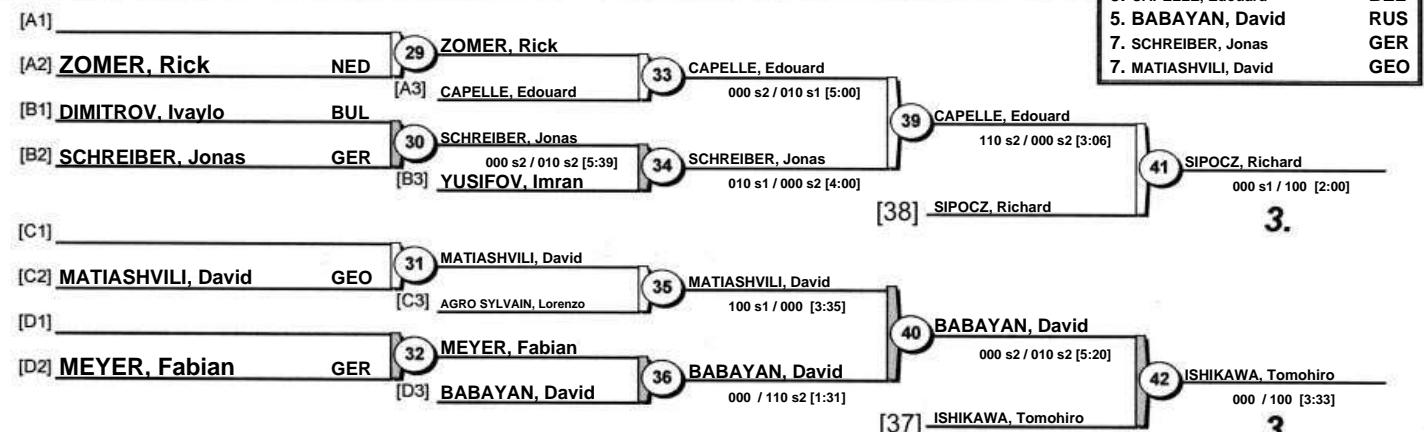 5. CAPELLE, Edouard BEL
5. BABAYAN, David RUS
7. SCHREIBER, Jonas GER
7. MATIASHVILI, David GEO
[A1]
[A2] ZOMER, Rick NED
29
ZOMER, Rick
[A3] CAPELLE, Edouard
33
CAPELLE, Edouard
000 s2 / 010 s1 [5:00]
[B1] DIMITROV, Ivaylo BUL
[B2] SCHREIBER, Jonas GER
30
SCHREIBER, Jonas
000 s2 / 010 s2 [5:39]
[B3] YUSIFOV, Imran
34
SCHREIBER, Jonas
010 s1 / 000 s2 [4:00]
39
CAPELLE, Edouard
110 s2 / 000 s2 [3:06]
[38] SIPOCZ, Richard
41
SIPOCZ, Richard
000 s1 / 100 [2:00]
3.
[C1]
[C2] MATIASHVILI, David GEO
31
MATIASHVILI, David
[C3] AGRO SYLVAIN, Lorenzo
35
MATIASHVILI, David
100 s1 / 000 [3:35]
[D1]
[D2] MEYER, Fabian GER
32
MEYER, Fabian
[D3] BABAYAN, David
36
BABAYAN, David
000 / 110 s2 [1:31]
40
BABAYAN, David
000 s2 / 010 s2 [5:20]
[37] ISHIKAWA, Tomohiro
42
ISHIKAWA, Tomohiro
000 / 100 [3:33]
3.